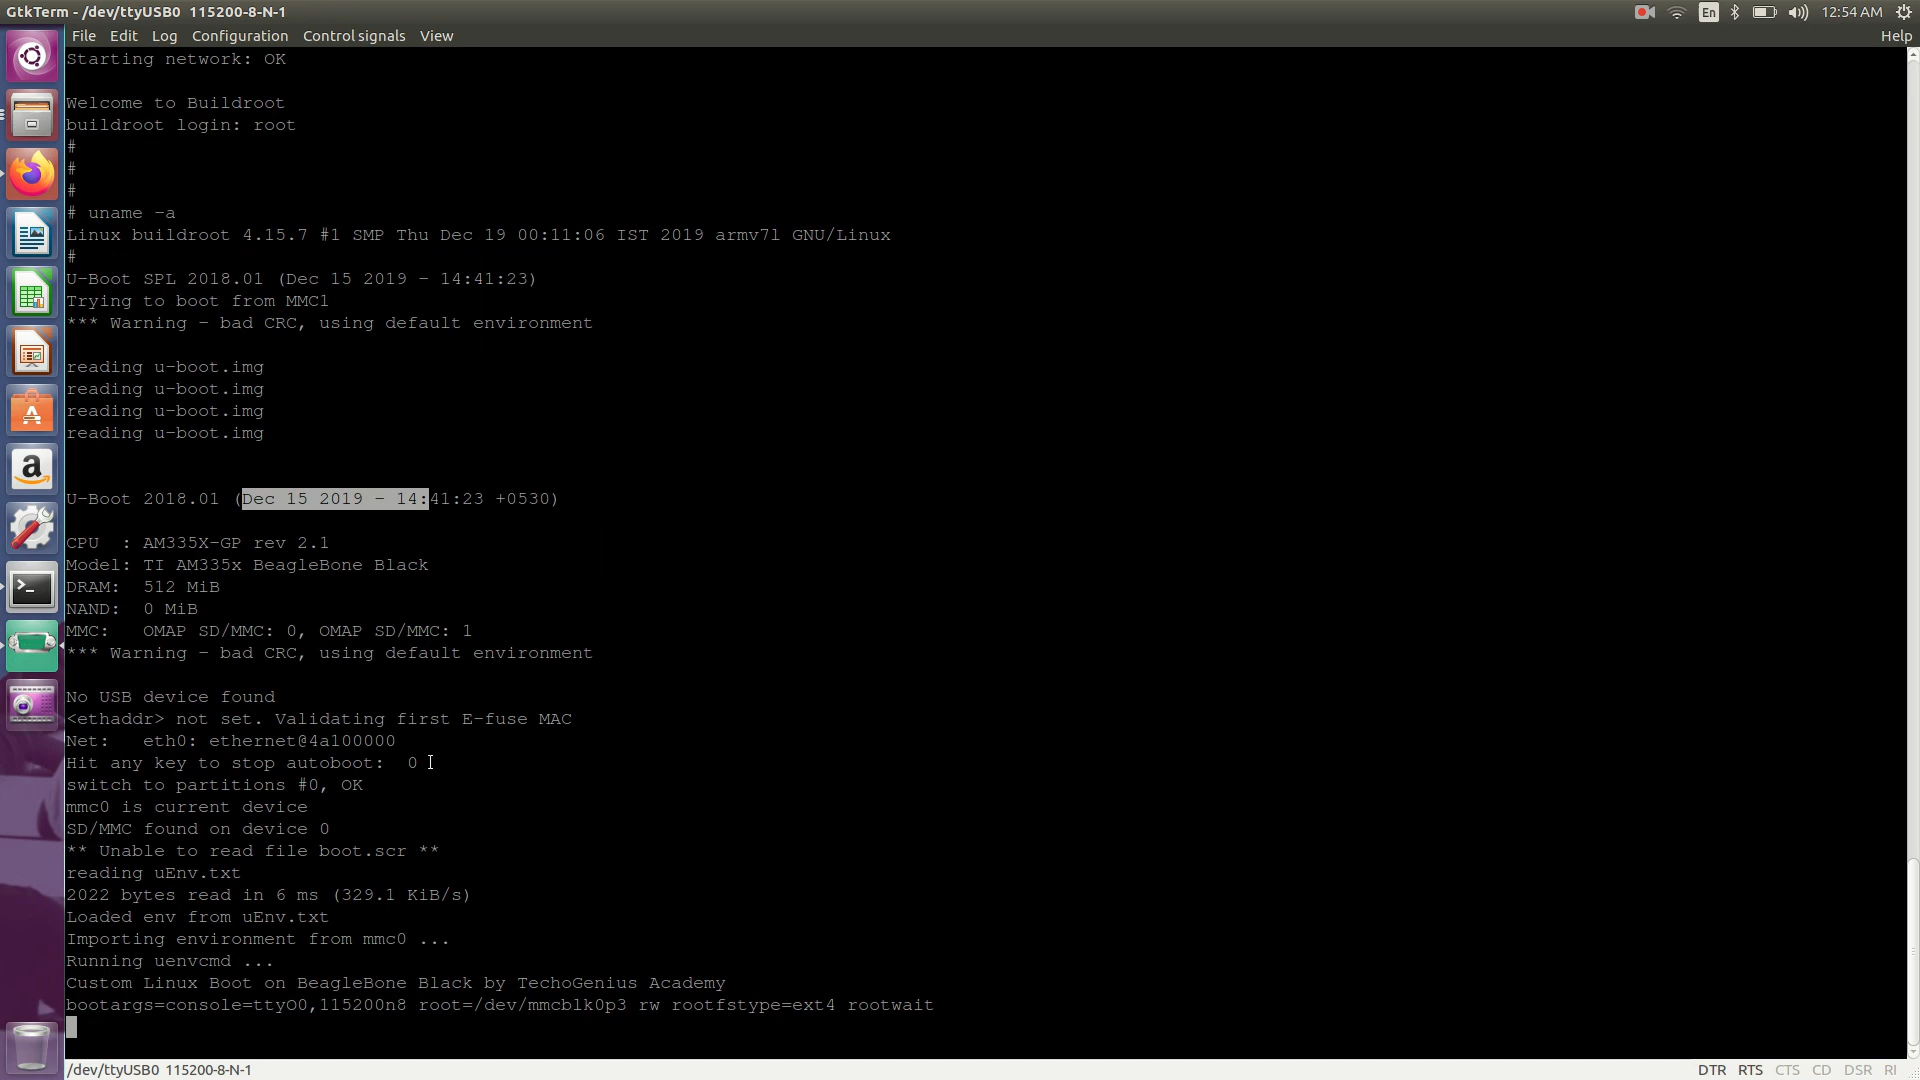 GtkTerm - /dev/ttyUSB0  115200-8-N-1
En
12:54 AM
File Edit Log Configuration Control signals View Help
Starting network: OK
Welcome to Buildroot
buildroot login: root
#
#
#
# uname -a
Linux buildroot 4.15.7 #1 SMP Thu Dec 19 00:11:06 IST 2019 armv7l GNU/Linux
#
U-Boot SPL 2018.01 (Dec 15 2019 - 14:41:23)
Trying to boot from MMC1
*** Warning - bad CRC, using default environment
reading u-boot.img
reading u-boot.img
reading u-boot.img
reading u-boot.img
U-Boot 2018.01 (Dec 15 2019 - 14:41:23 +0530)
CPU  : AM335X-GP rev 2.1
Model: TI AM335x BeagleBone Black
DRAM:  512 MiB
NAND:  0 MiB
MMC:   OMAP SD/MMC: 0, OMAP SD/MMC: 1
*** Warning - bad CRC, using default environment
No USB device found
<ethaddr> not set. Validating first E-fuse MAC
Net:   eth0: ethernet@4a100000
Hit any key to stop autoboot:  0
switch to partitions #0, OK
mmc0 is current device
SD/MMC found on device 0
** Unable to read file boot.scr **
reading uEnv.txt
2022 bytes read in 6 ms (329.1 KiB/s)
Loaded env from uEnv.txt
Importing environment from mmc0 ...
Running uenvcmd ...
Custom Linux Boot on BeagleBone Black by TechoGenius Academy
bootargs=console=ttyO0,115200n8 root=/dev/mmcblk0p3 rw rootfstype=ext4 rootwait
/dev/ttyUSB0  115200-8-N-1
DTR RTS CTS CD DSR RI